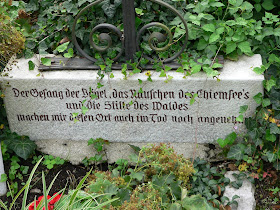 Der Gesang der Vögel, das Rauschen des Chiemsee's
und die Stille des Waldes
machen mir diesen Ort auch im Tod noch angenehm